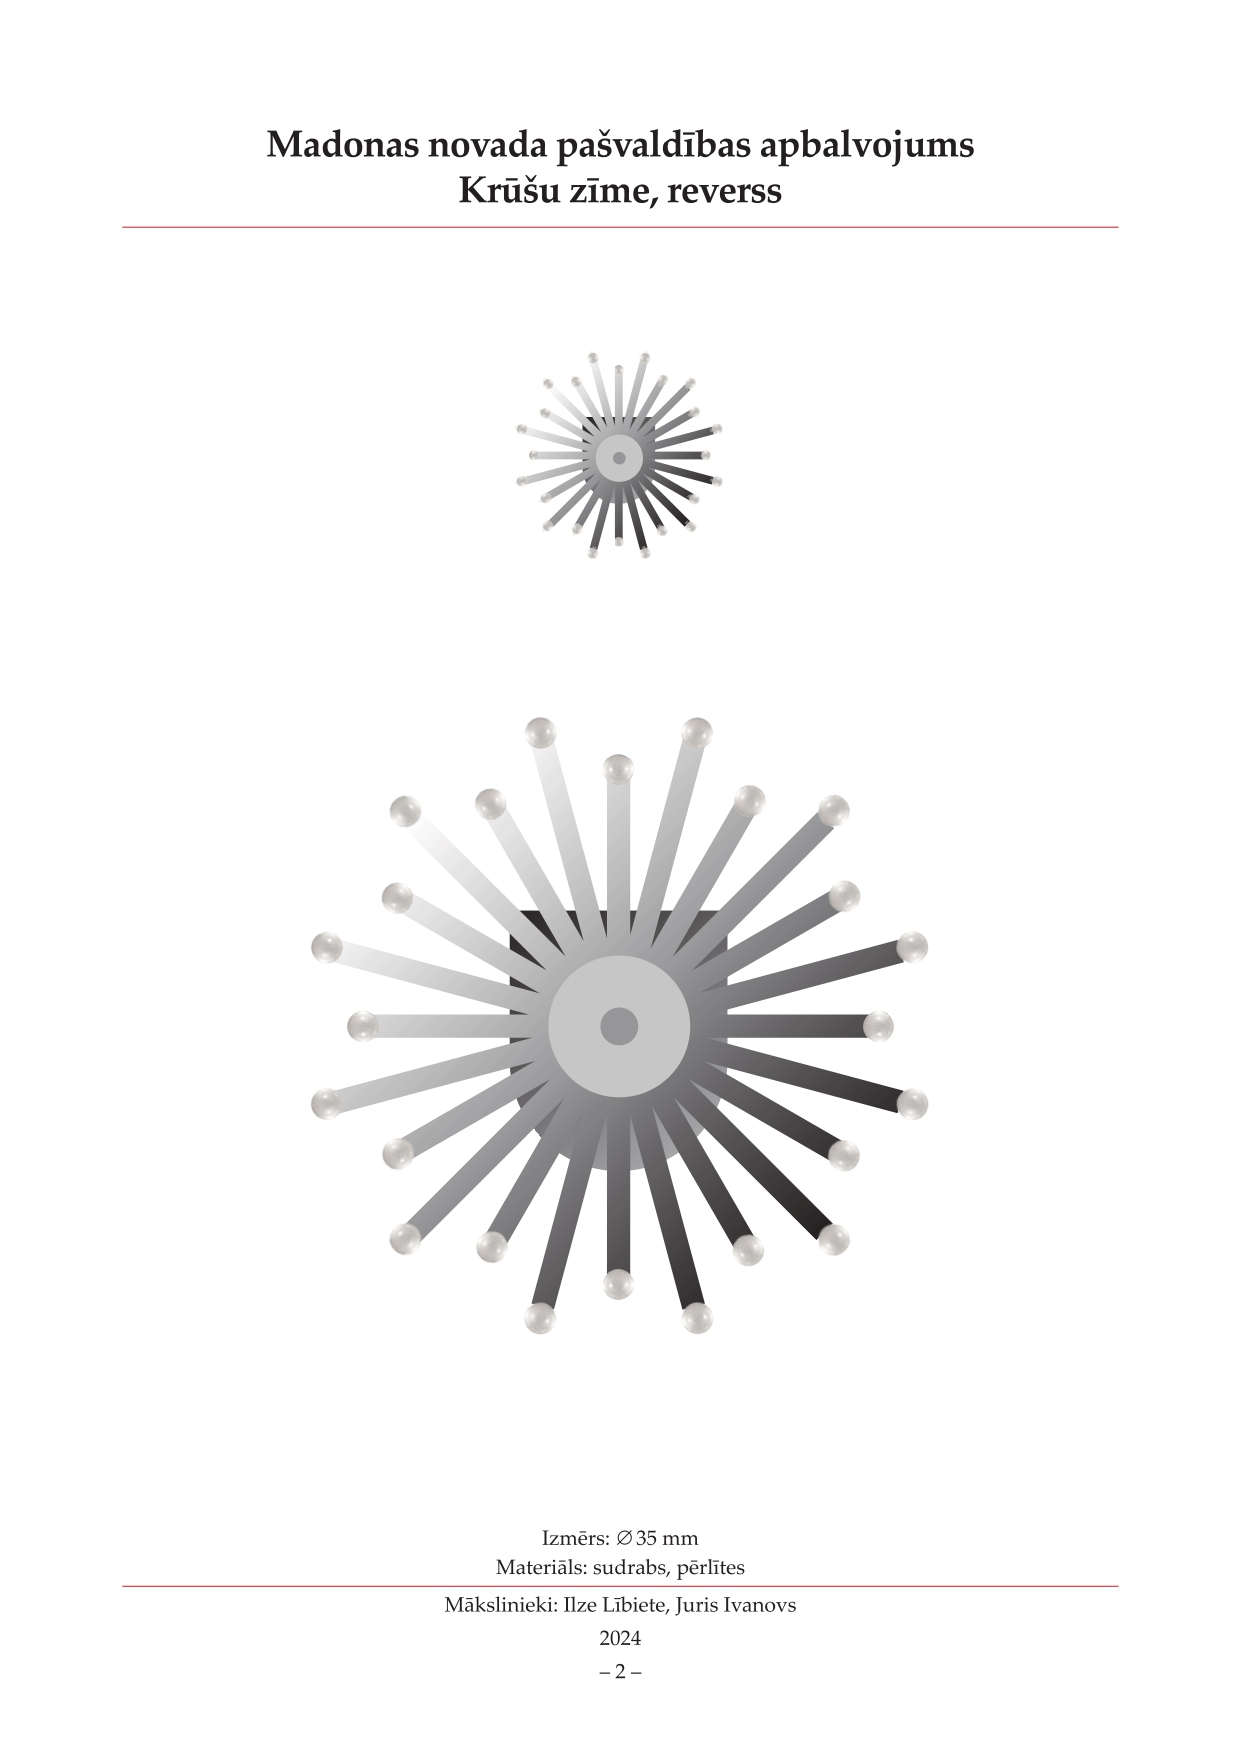 Madonas novada pašvaldības apbalvojums
Krūšu zīme, reverss
Izmērs: ∅ 35 mm
Materiāls: sudrabs, pērlītes
Mākslinieki: Ilze Lībiete, Juris Ivanovs
2024
– 2 –